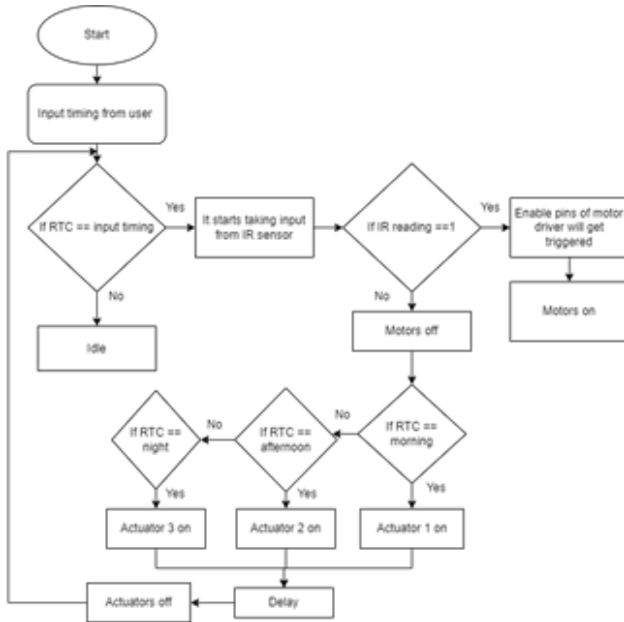 Start
Input timing from user
If RTC == input timing
Yes
It starts taking input
from IR sensor
If IR reading ==1
Yes
Enable pins of motor
driver will get
triggered
No
Idle
No
Motors off
Motors on
If RTC ==
night
No
If RTC ==
afternoon
No
If RTC ==
morning
Yes
Yes
Yes
Actuator 3 on
Actuator 2 on
Actuator 1 on
Actuators off
Delay